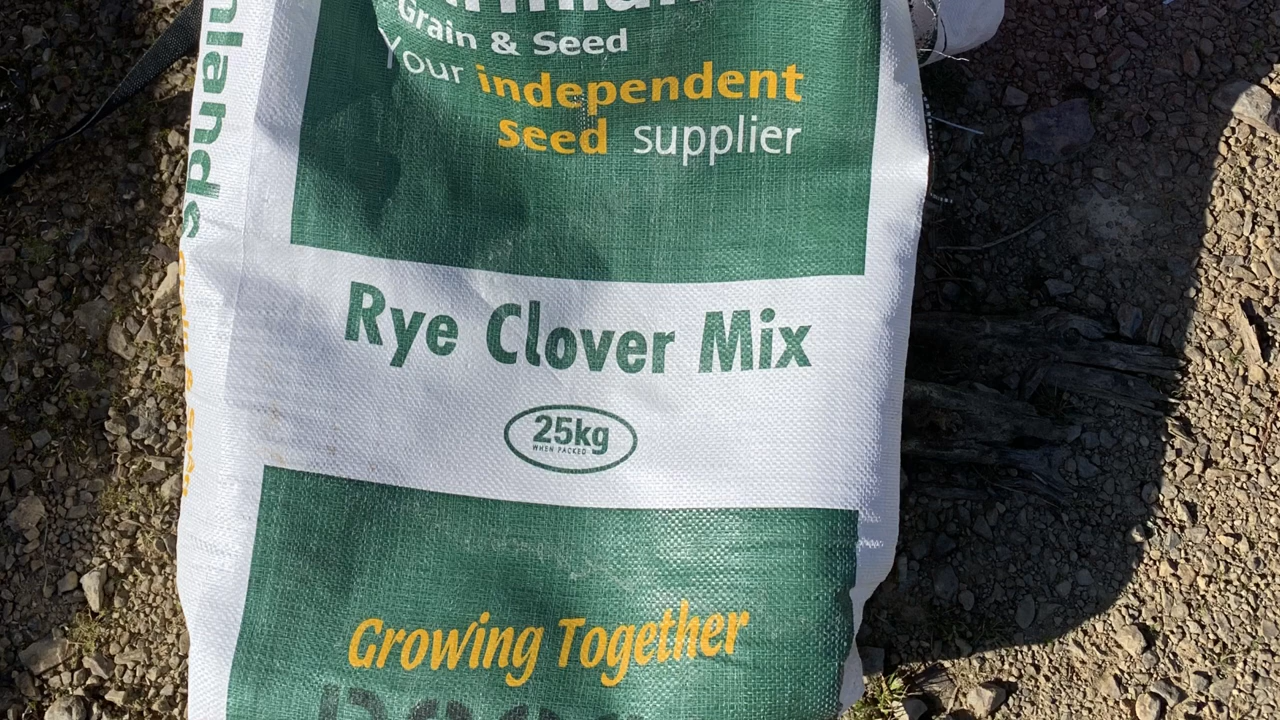 Grain & Seed
Your independent
seed supplier
Rye Clover Mix
25kg
WHEN PACKED
Growing Together